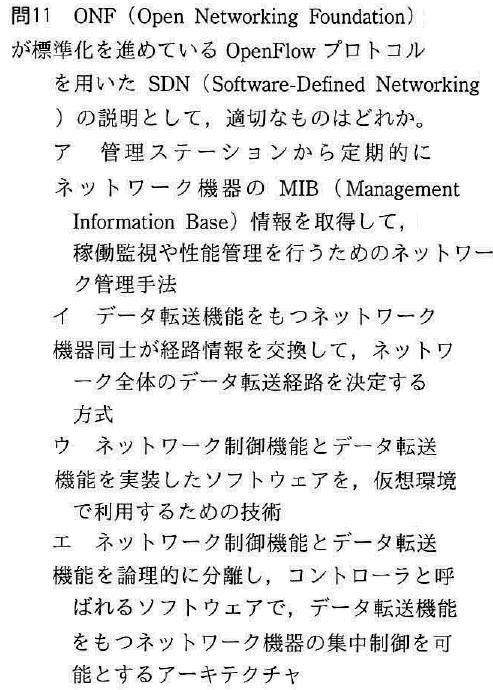 問11　ONF（Open Networking Foundation）
が標準化を進めている OpenFlow プロトコル
を用いた SDN（Software-Defined Networking
）の説明として，適切なものはどれか。
ア　管理ステーションから定期的に
ネットワーク機器の MIB（Management
Information Base）情報を取得して，
稼働監視や性能管理を行うためのネットワー
ク管理手法
イ　データ転送機能をもつネットワーク
機器同士が経路情報を交換して，ネットワ
ーク全体のデータ転送経路を決定する
方式
ウ　ネットワーク制御機能とデータ転送
機能を実装したソフトウェアを，仮想環境
で利用するための技術
エ　ネットワーク制御機能とデータ転送
機能を論理的に分離し，コントローラと呼
ばれるソフトウェアで，データ転送機能
をもつネットワーク機器の集中制御を可
能とするアーキテクチャ